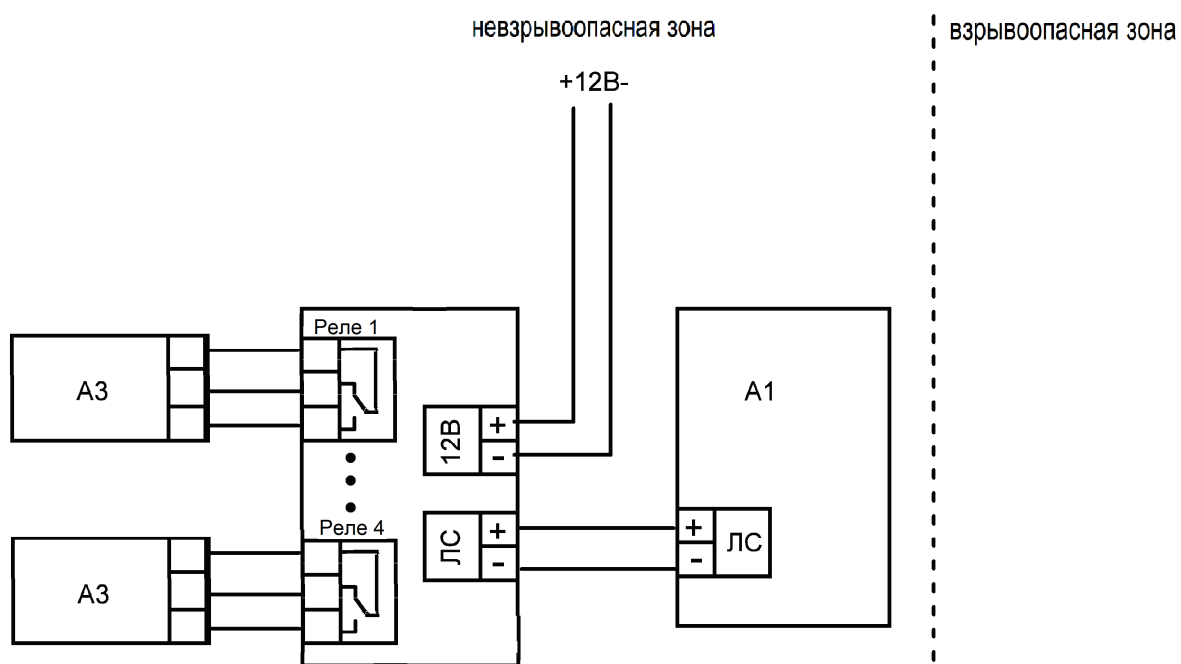 невзрывоопасная зона
взрывоопасная зона
+12В-
Реле 1
А3
А1
12В
+
-
Реле 4
ЛС
+
-
+
-
ЛС
А3